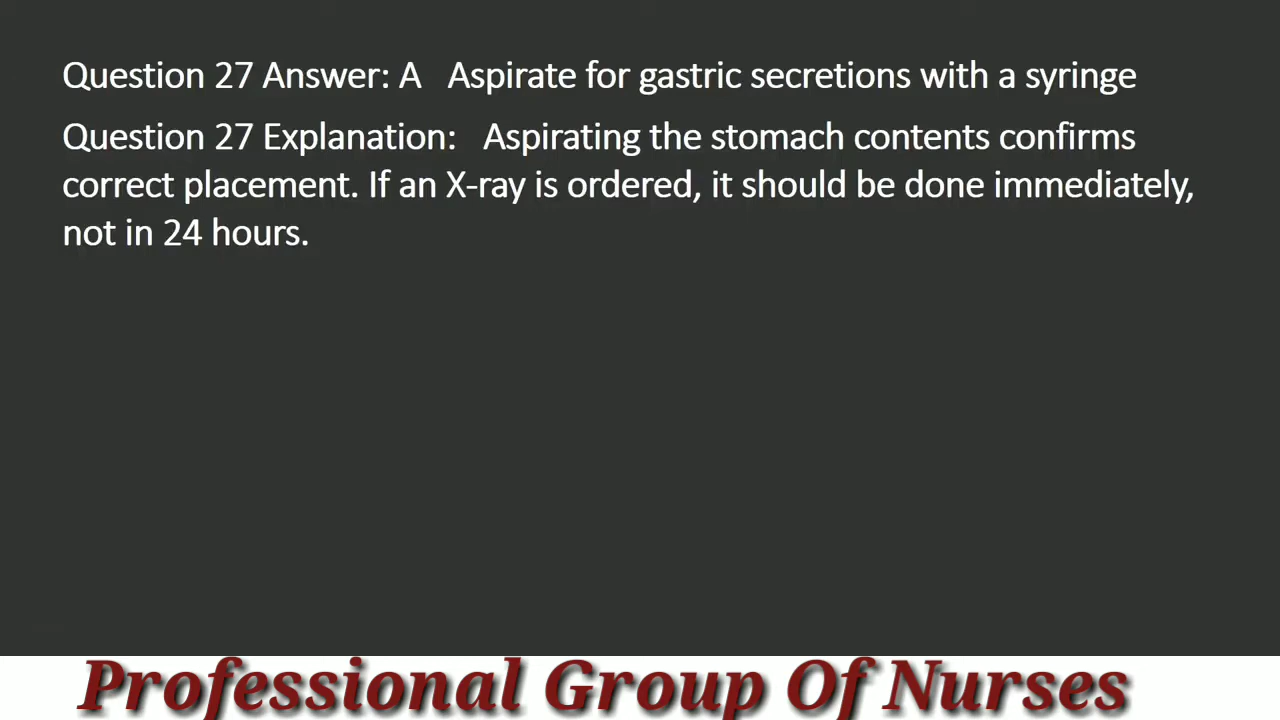 Question 27 Answer: A   Aspirate for gastric secretions with a syringe
Question 27 Explanation:   Aspirating the stomach contents confirms
correct placement. If an X-ray is ordered, it should be done immediately,
not in 24 hours.
Professional Group Of Nurses